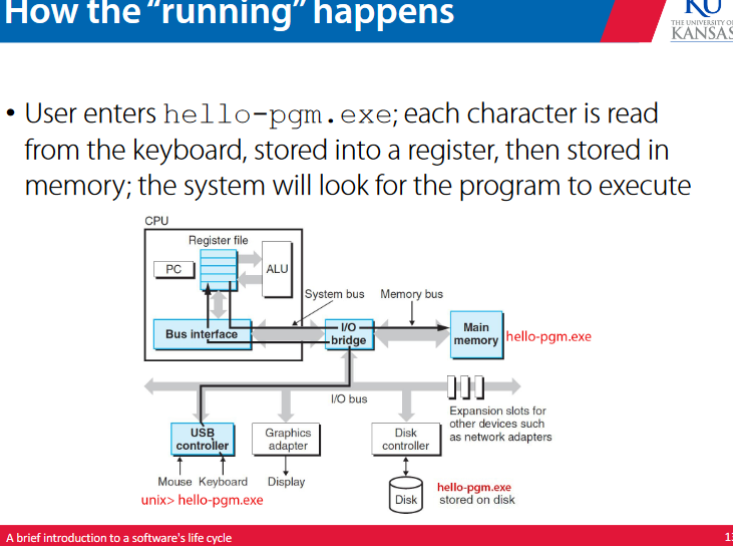 How the "running" happens
KU
THE UNIVERSITY OF
KANSAS
• User enters hello-pgm.exe; each character is read
from the keyboard, stored into a register, then stored in
memory; the system will look for the program to execute
CPU
Register file
PC
ALU
System bus
Memory bus
Bus interface
I/O
bridge
Main
memory
hello-pgm.exe
I/O bus
Expansion slots for
other devices such
as network adapters
USB
controller
Graphics
adapter
Disk
controller
Mouse
Keyboard
Display
unix> hello-pgm.exe
Disk
hello-pgm.exe
stored on disk
A brief introduction to a software's life cycle